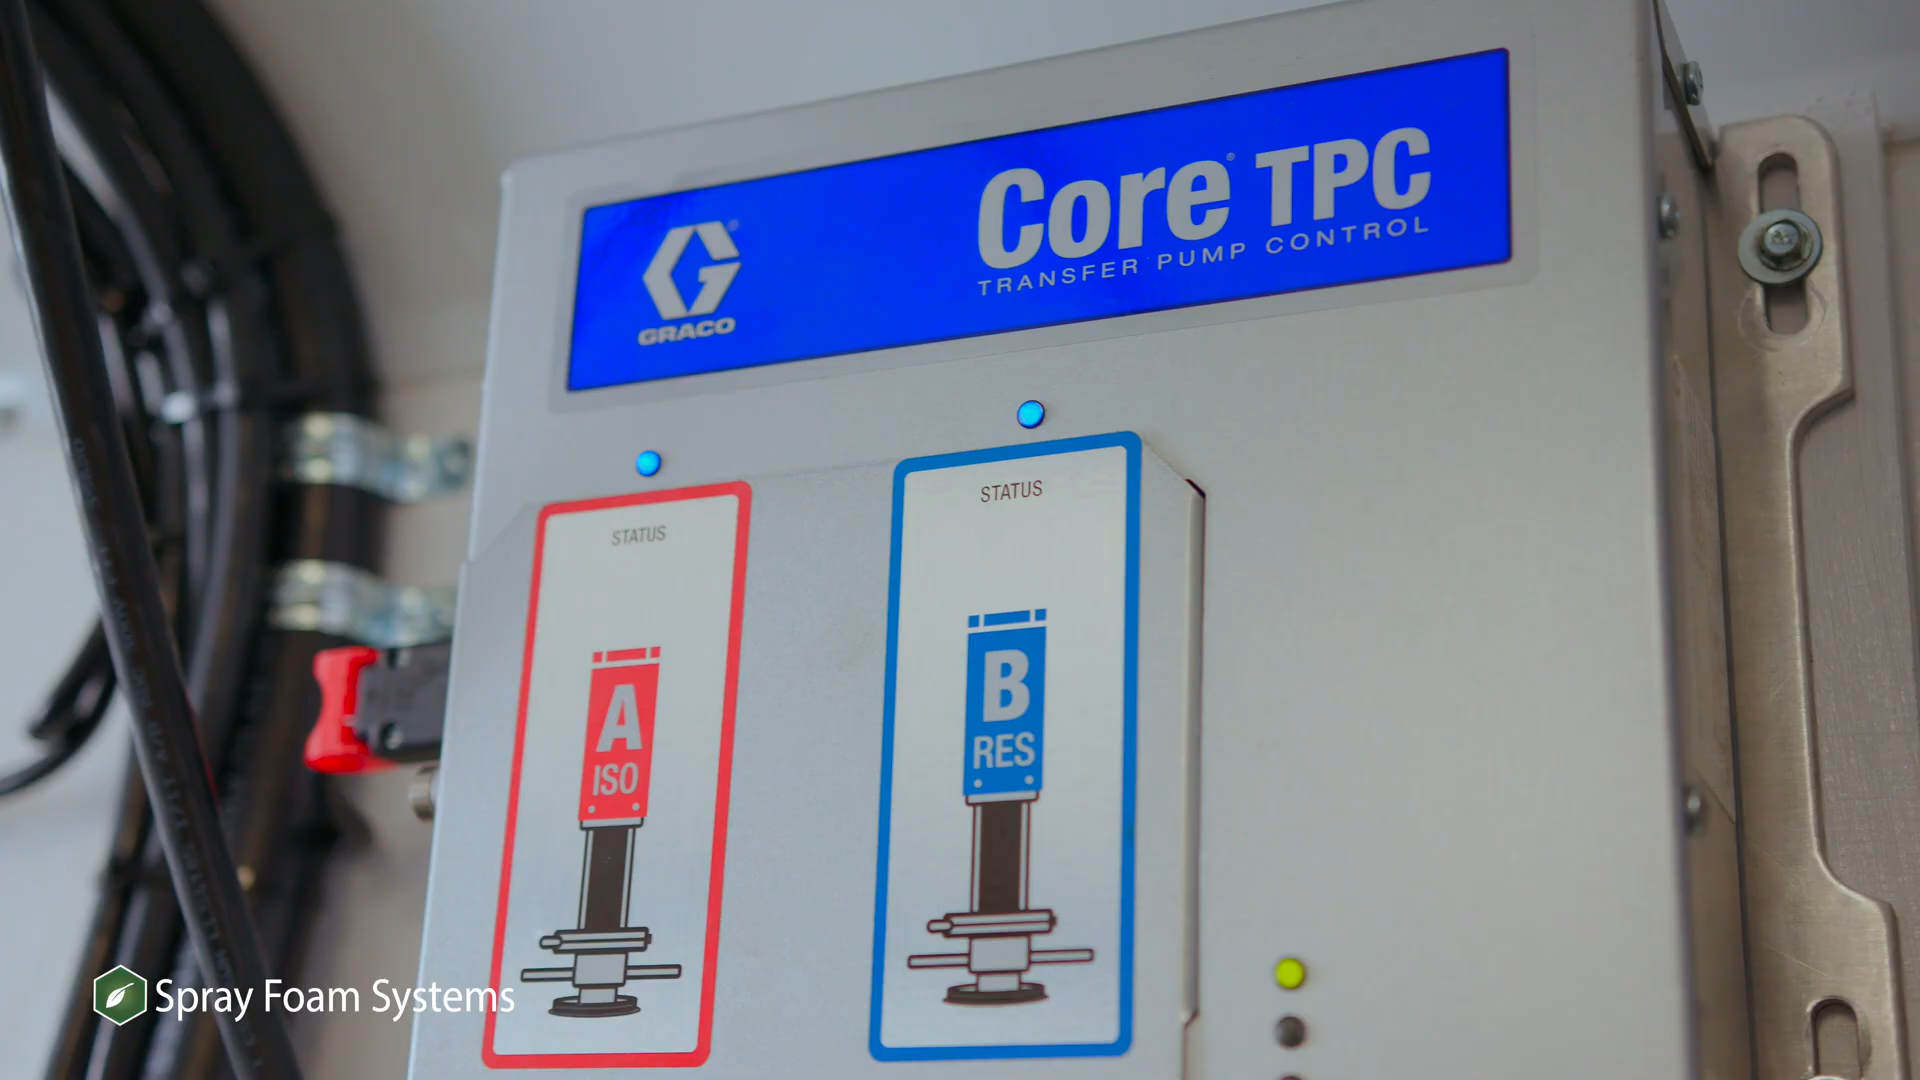 Core® TPC
TRANSFER PUMP CONTROL
GRACO
STATUS
A
ISO
STATUS
B
RES
Spray Foam Systems